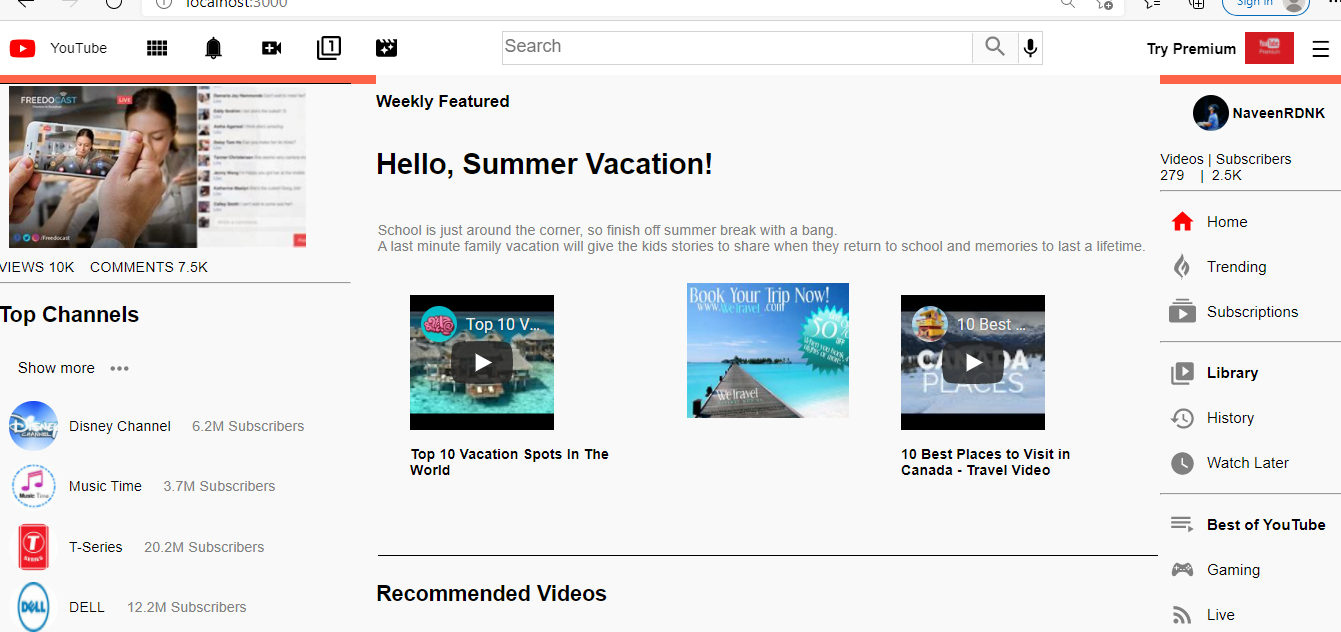 localhost:3000
Sign in
YouTube
1
Search
Try Premium
YouTube
Premium
FREEDOCAST
LIVE
/Freedocast
VIEWS 10K COMMENTS 7.5K
Top Channels
Show more
Disney Channel 6.2M Subscribers
Music Time 3.7M Subscribers
T-Series 20.2M Subscribers
DELL 12.2M Subscribers
Weekly Featured
Hello, Summer Vacation!
School is just around the corner, so finish off summer break with a bang.
A last minute family vacation will give the kids stories to share when they return to school and memories to last a lifetime.
Top 10 V...
Book Your Trip Now!
www.WeTravel.com
50%
OFF
WeTravel
10 Best ...
CANADA
PLACES
Top 10 Vacation Spots In The
World
10 Best Places to Visit in
Canada - Travel Video
Recommended Videos
NaveenRDNK
Videos | Subscribers
279 | 2.5K
Home
Trending
Subscriptions
Library
History
Watch Later
Best of YouTube
Gaming
Live